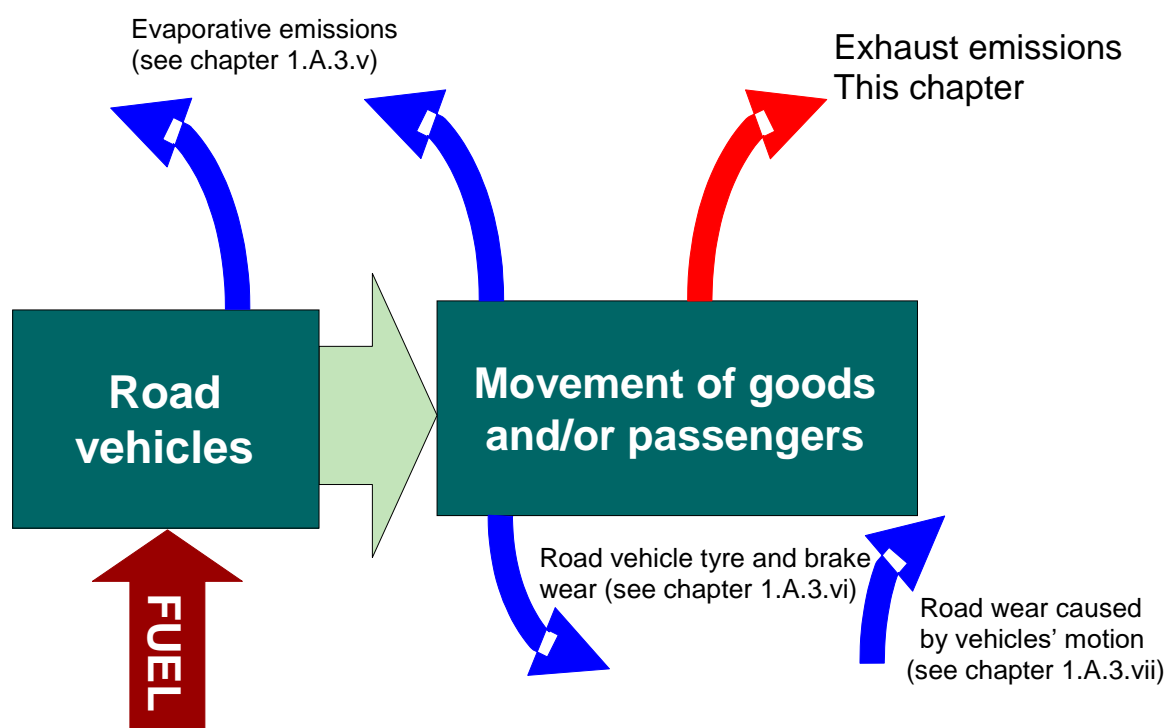 Evaporative emissions
(see chapter 1.A.3.v)
Exhaust emissions
This chapter
Road
vehicles
Movement of goods
and/or passengers
FUEL
Road vehicle tyre and brake
wear (see chapter 1.A.3.vi)
Road wear caused
by vehicles’ motion
(see chapter 1.A.3.vii)